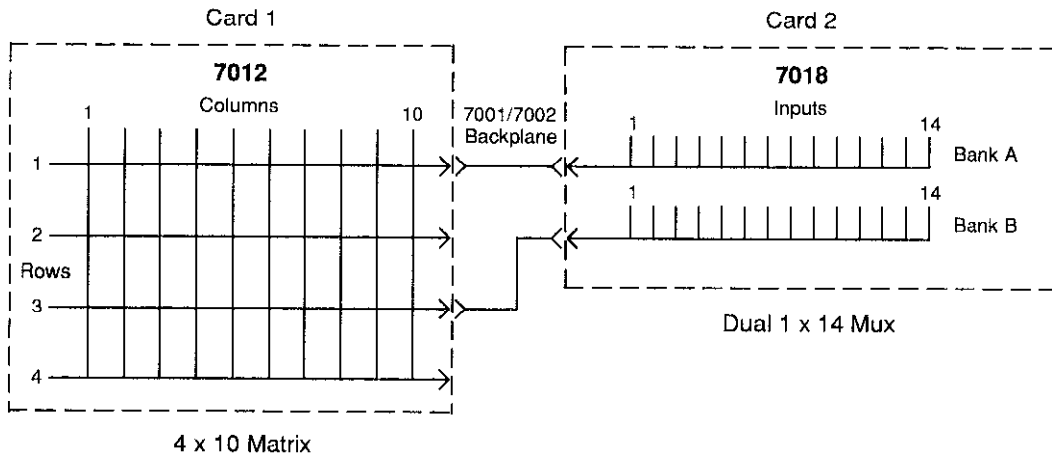 Card 1
7012
Columns
1
10
1
2
Rows
3
4
4 x 10 Matrix
7001/7002
Backplane
Card 2
7018
Inputs
1
14
Bank A
1
14
Bank B
Dual 1 x 14 Mux